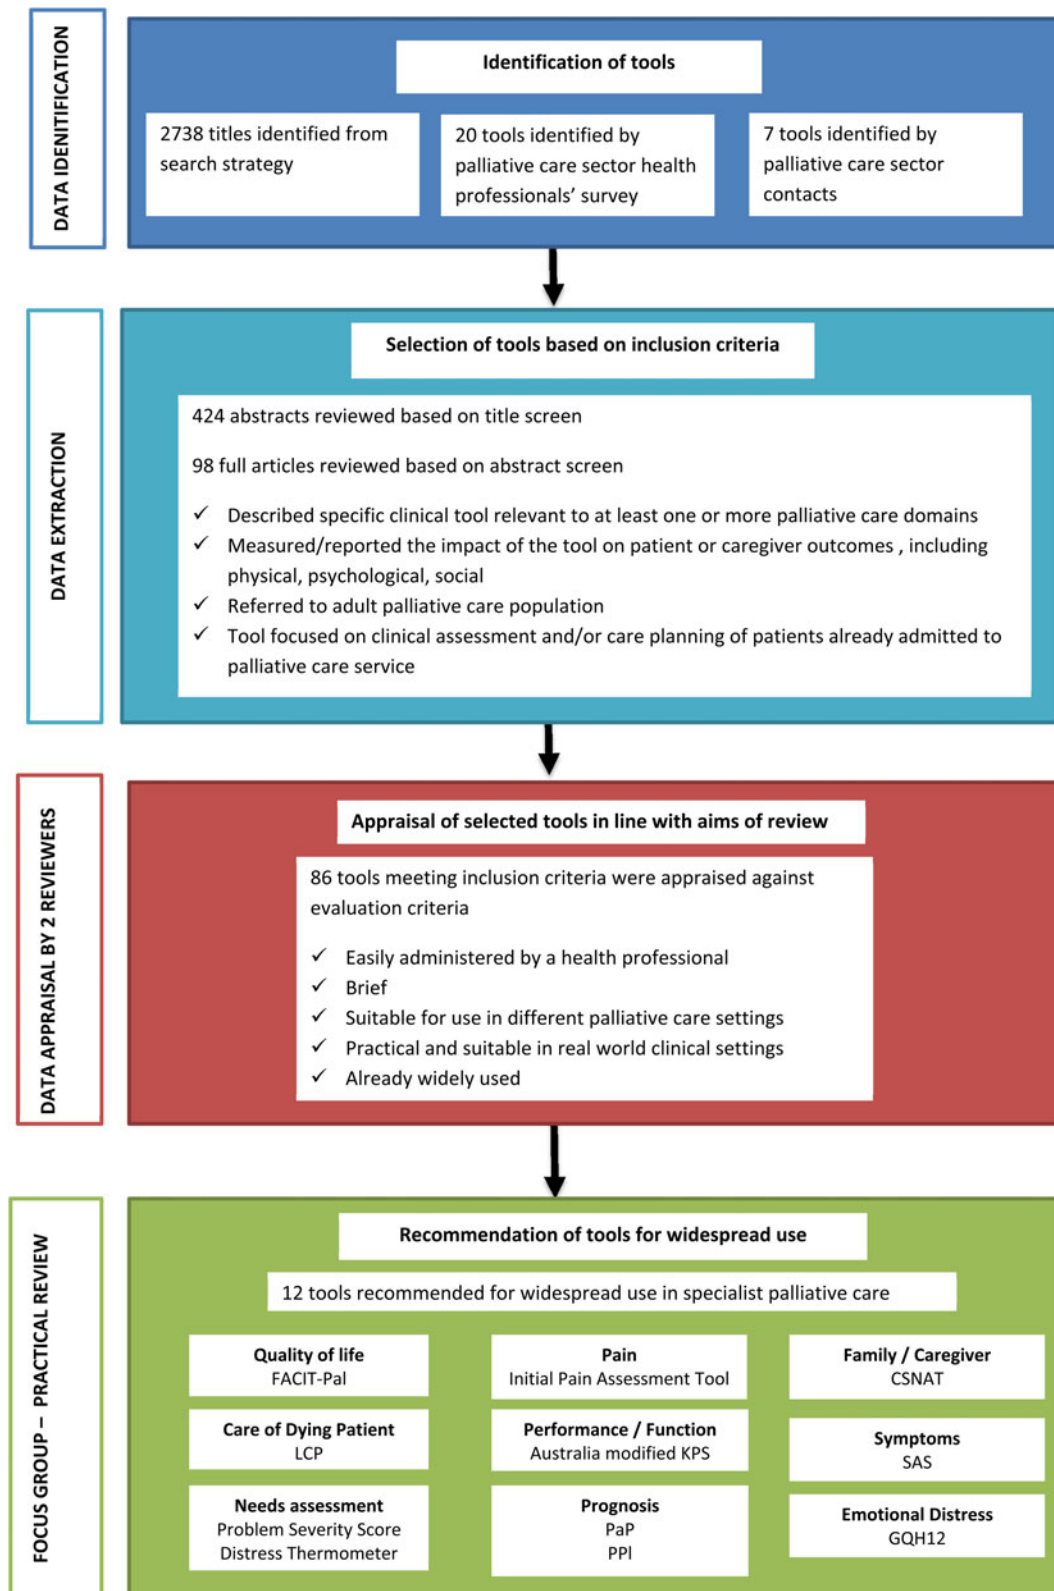 DATA IDENITIFICATION
Identification of tools
2738 titles identified from
search strategy
20 tools identified by
palliative care sector health
professionals’ survey
7 tools identified by
palliative care sector
contacts
DATA EXTRACTION
Selection of tools based on inclusion criteria
424 abstracts reviewed based on title screen
98 full articles reviewed based on abstract screen
✓ Described specific clinical tool relevant to at least one or more palliative care domains
✓ Measured/reported the impact of the tool on patient or caregiver outcomes , including
physical, psychological, social
✓ Referred to adult palliative care population
✓ Tool focused on clinical assessment and/or care planning of patients already admitted to
palliative care service
DATA APPRAISAL BY 2 REVIEWERS
Appraisal of selected tools in line with aims of review
86 tools meeting inclusion criteria were appraised against
evaluation criteria
✓ Easily administered by a health professional
✓ Brief
✓ Suitable for use in different palliative care settings
✓ Practical and suitable in real world clinical settings
✓ Already widely used
FOCUS GROUP – PRACTICAL REVIEW
Recommendation of tools for widespread use
12 tools recommended for widespread use in specialist palliative care
Quality of life
FACIT-Pal
Pain
Initial Pain Assessment Tool
Family / Caregiver
CSNAT
Care of Dying Patient
LCP
Performance / Function
Australia modified KPS
Symptoms
SAS
Needs assessment
Problem Severity Score
Distress Thermometer
Prognosis
PaP
PPI
Emotional Distress
GQH12